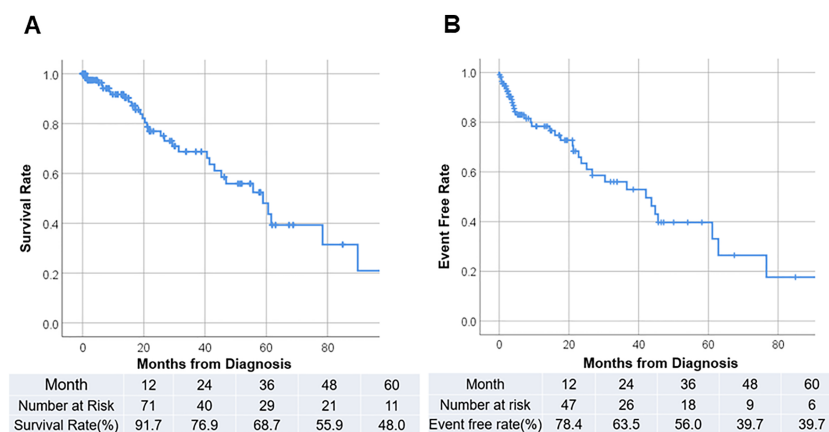 A
1.0
0.8
0.6
0.4
0.2
0.0
Survival Rate
0 20 40 60 80
Months from Diagnosis
Month 12 24 36 48 60
Number at Risk 71 40 29 21 11
Survival Rate(%) 91.7 76.9 68.7 55.9 48.0
B
1.0
0.8
0.6
0.4
0.2
0.0
Event Free Rate
0 20 40 60 80
Months from Diagnosis
Month 12 24 36 48 60
Number at risk 47 26 18 9 6
Event free rate(%) 78.4 63.5 56.0 39.7 39.7